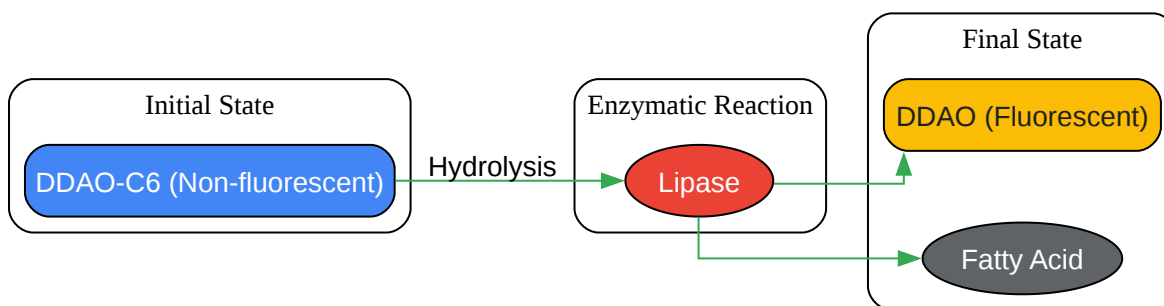 Initial State
DDAO-C6 (Non-fluorescent)
Hydrolysis
Enzymatic Reaction
Lipase
Final State
DDAO (Fluorescent)
Fatty Acid